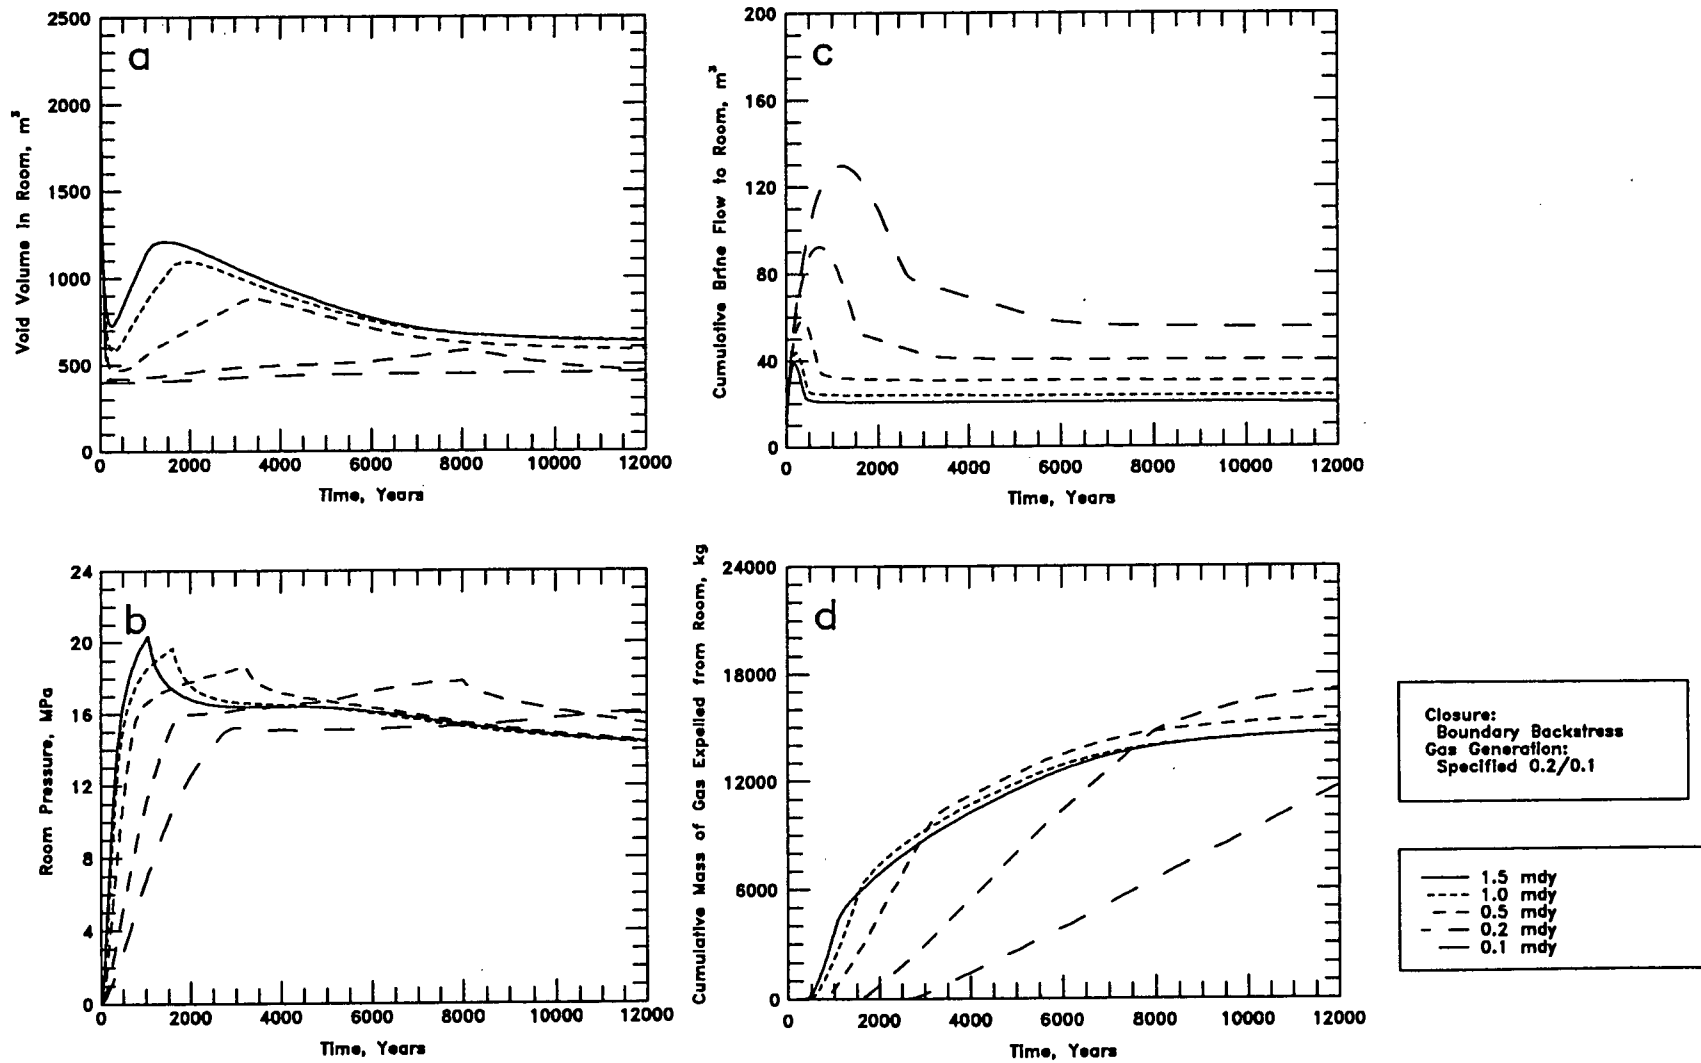 a
2500
2000
1500
1000
500
0
0 2000 4000 6000 8000 10000 12000
Void Volume in Room, m³
Time, Years
c
200
160
120
80
40
0
0 2000 4000 6000 8000 10000 12000
Cumulative Brine Flow to Room, m³
Time, Years
b
24
20
16
12
8
4
0
0 2000 4000 6000 8000 10000 12000
Room Pressure, MPa
Time, Years
d
24000
18000
12000
6000
0
0 2000 4000 6000 8000 10000 12000
Cumulative Mass of Gas Expelled from Room, kg
Time, Years
Closure:
Boundary Backstress
Gas Generation:
Specified 0.2/0.1
1.5 mdy
1.0 mdy
0.5 mdy
0.2 mdy
0.1 mdy